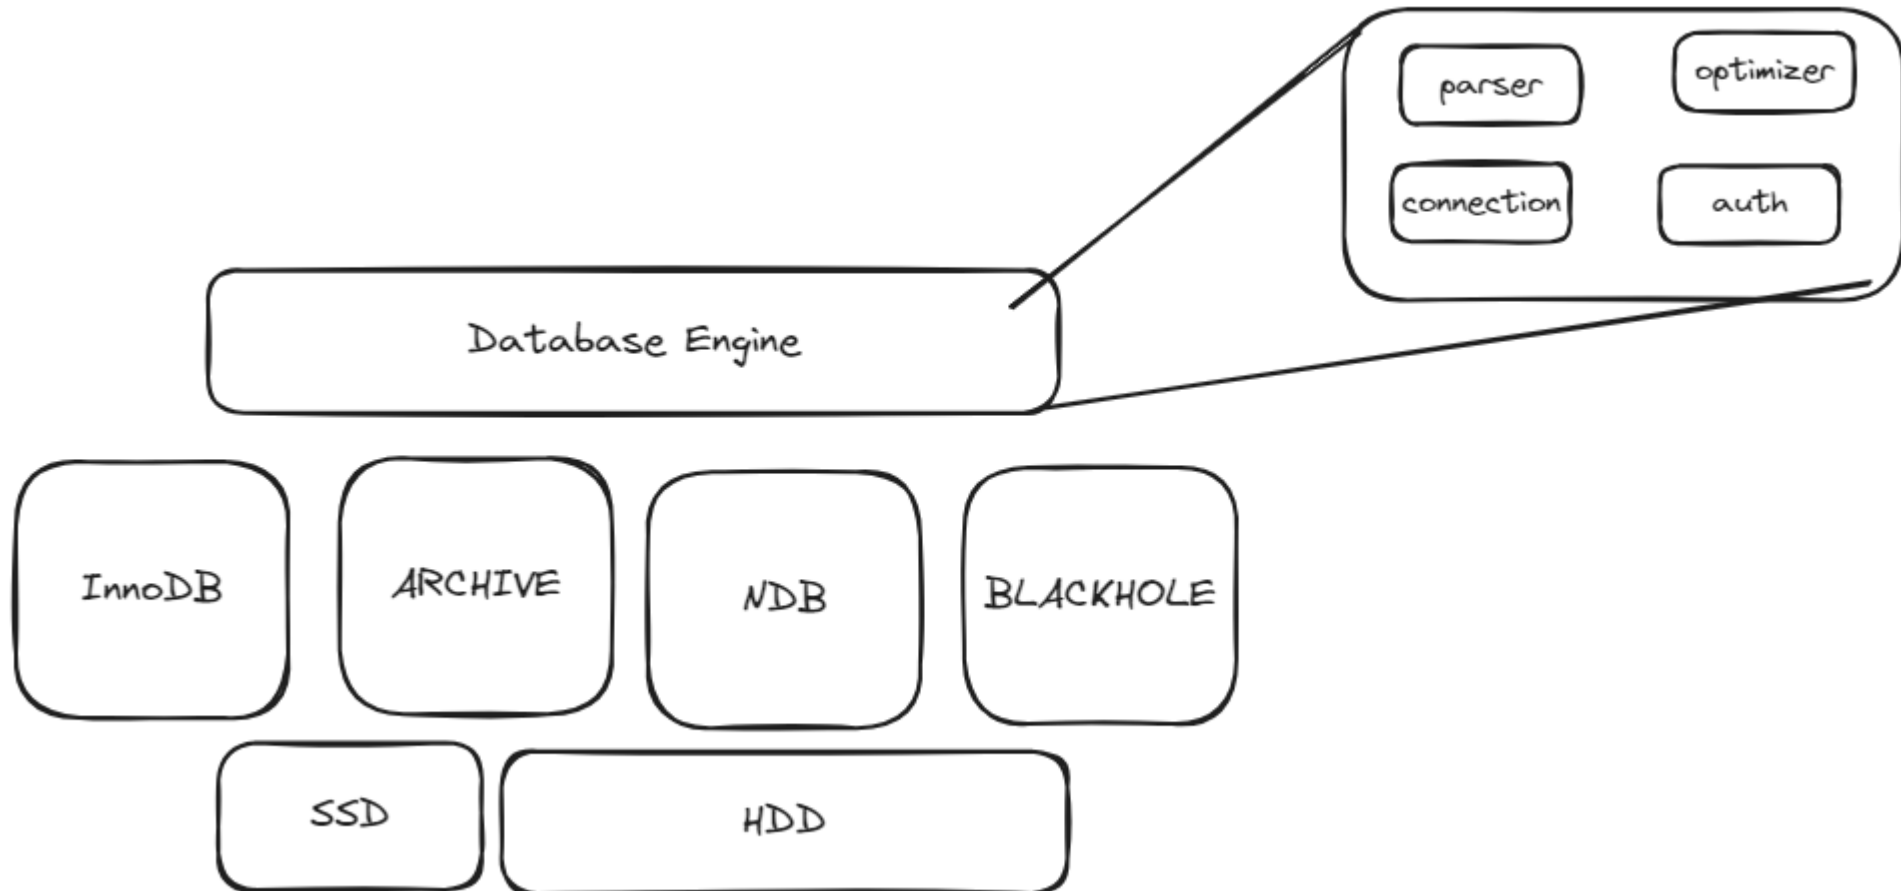 parser
optimizer
connection
auth
Database Engine
InnoDB
ARCHIVE
NDB
BLACKHOLE
SSD
HDD